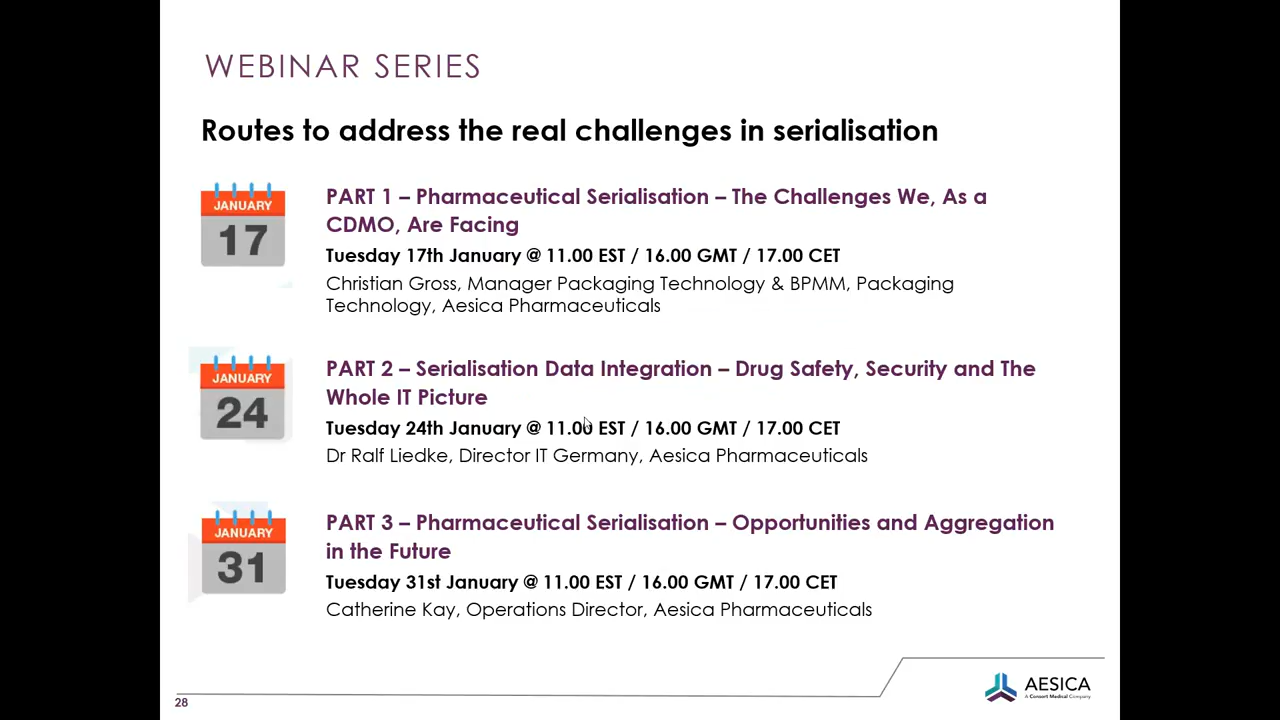 WEBINAR SERIES
Routes to address the real challenges in serialisation
JANUARY
17
PART 1 – Pharmaceutical Serialisation – The Challenges We, As a
CDMO, Are Facing
Tuesday 17th January @ 11.00 EST / 16.00 GMT / 17.00 CET
Christian Gross, Manager Packaging Technology & BPMM, Packaging
Technology, Aesica Pharmaceuticals
JANUARY
24
PART 2 – Serialisation Data Integration – Drug Safety, Security and The
Whole IT Picture
Tuesday 24th January @ 11.00 EST / 16.00 GMT / 17.00 CET
Dr Ralf Liedke, Director IT Germany, Aesica Pharmaceuticals
JANUARY
31
PART 3 – Pharmaceutical Serialisation – Opportunities and Aggregation
in the Future
Tuesday 31st January @ 11.00 EST / 16.00 GMT / 17.00 CET
Catherine Kay, Operations Director, Aesica Pharmaceuticals
28
AESICA
A Consort Medical Company